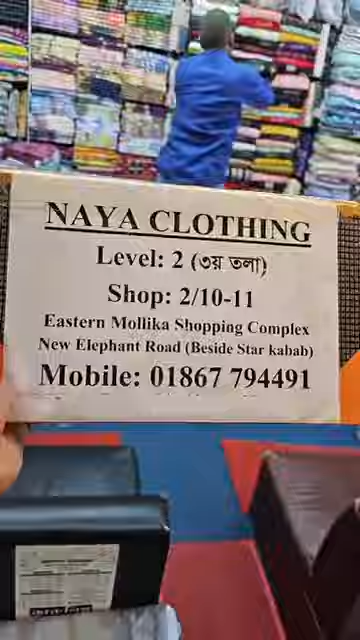 NAYA CLOTHING
Level: 2 (৩য় তলা)
Shop: 2/10-11
Eastern Mollika Shopping Complex
New Elephant Road (Beside Star kabab)
Mobile: 01867 794491